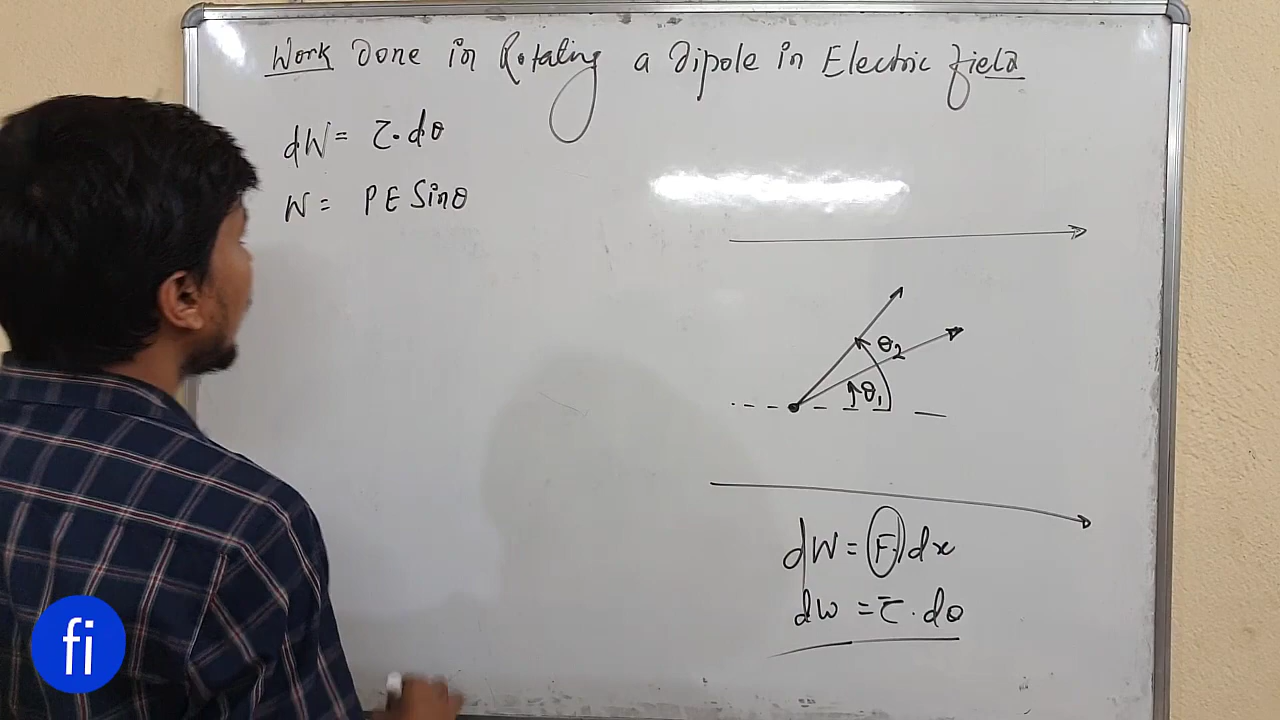 Work Done in Rotating a Dipole in Electric field
dW = τ. dθ
W = PE Sinθ
θ2
θ1
dW = F. dx
dw = τ. dθ
fi